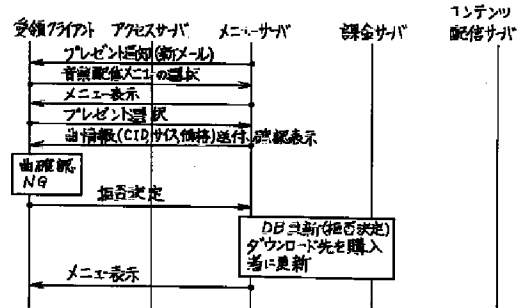 受領クライアント
アクセスサーバ
メニューサーバ
課金サーバ
コンテンツ
配信サーバ
プレゼント通知(新メール)
音楽配信メニューの選択
メニュー表示
プレゼント選択
曲情報(CID,サイズ,価格)送付、確認表示
曲確認
NG
拒否決定
DB更新(拒否決定)
ダウンロード先を購入
者に更新
メニュー表示